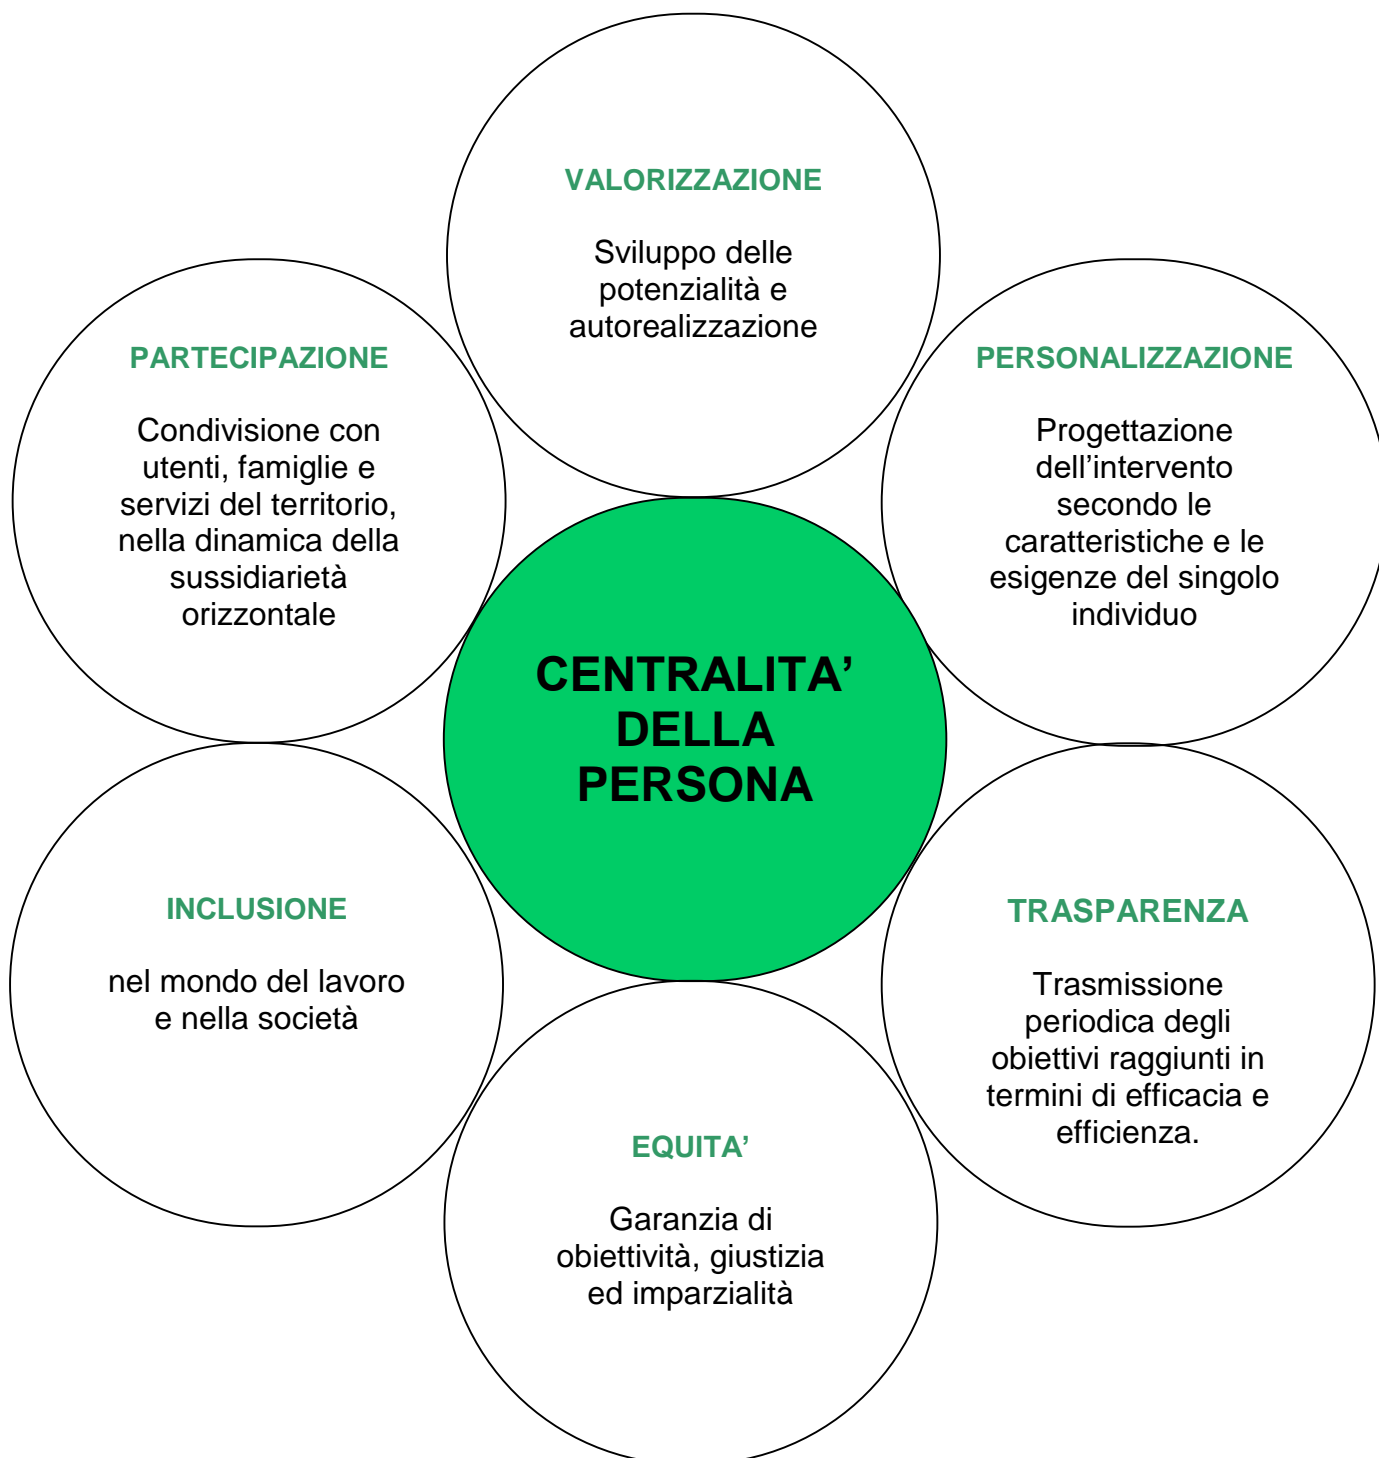 VALORIZZAZIONE
Sviluppo delle
potenzialità e
autorealizzazione
PARTECIPAZIONE
Condivisione con
utenti, famiglie e
servizi del territorio,
nella dinamica della
sussidiarietà
orizzontale
PERSONALIZZAZIONE
Progettazione
dell’intervento
secondo le
caratteristiche e le
esigenze del singolo
individuo
CENTRALITA’
DELLA
PERSONA
INCLUSIONE
nel mondo del lavoro
e nella società
TRASPARENZA
Trasmissione
periodica degli
obiettivi raggiunti in
termini di efficacia e
efficienza.
EQUITA’
Garanzia di
obiettività, giustizia
ed imparzialità